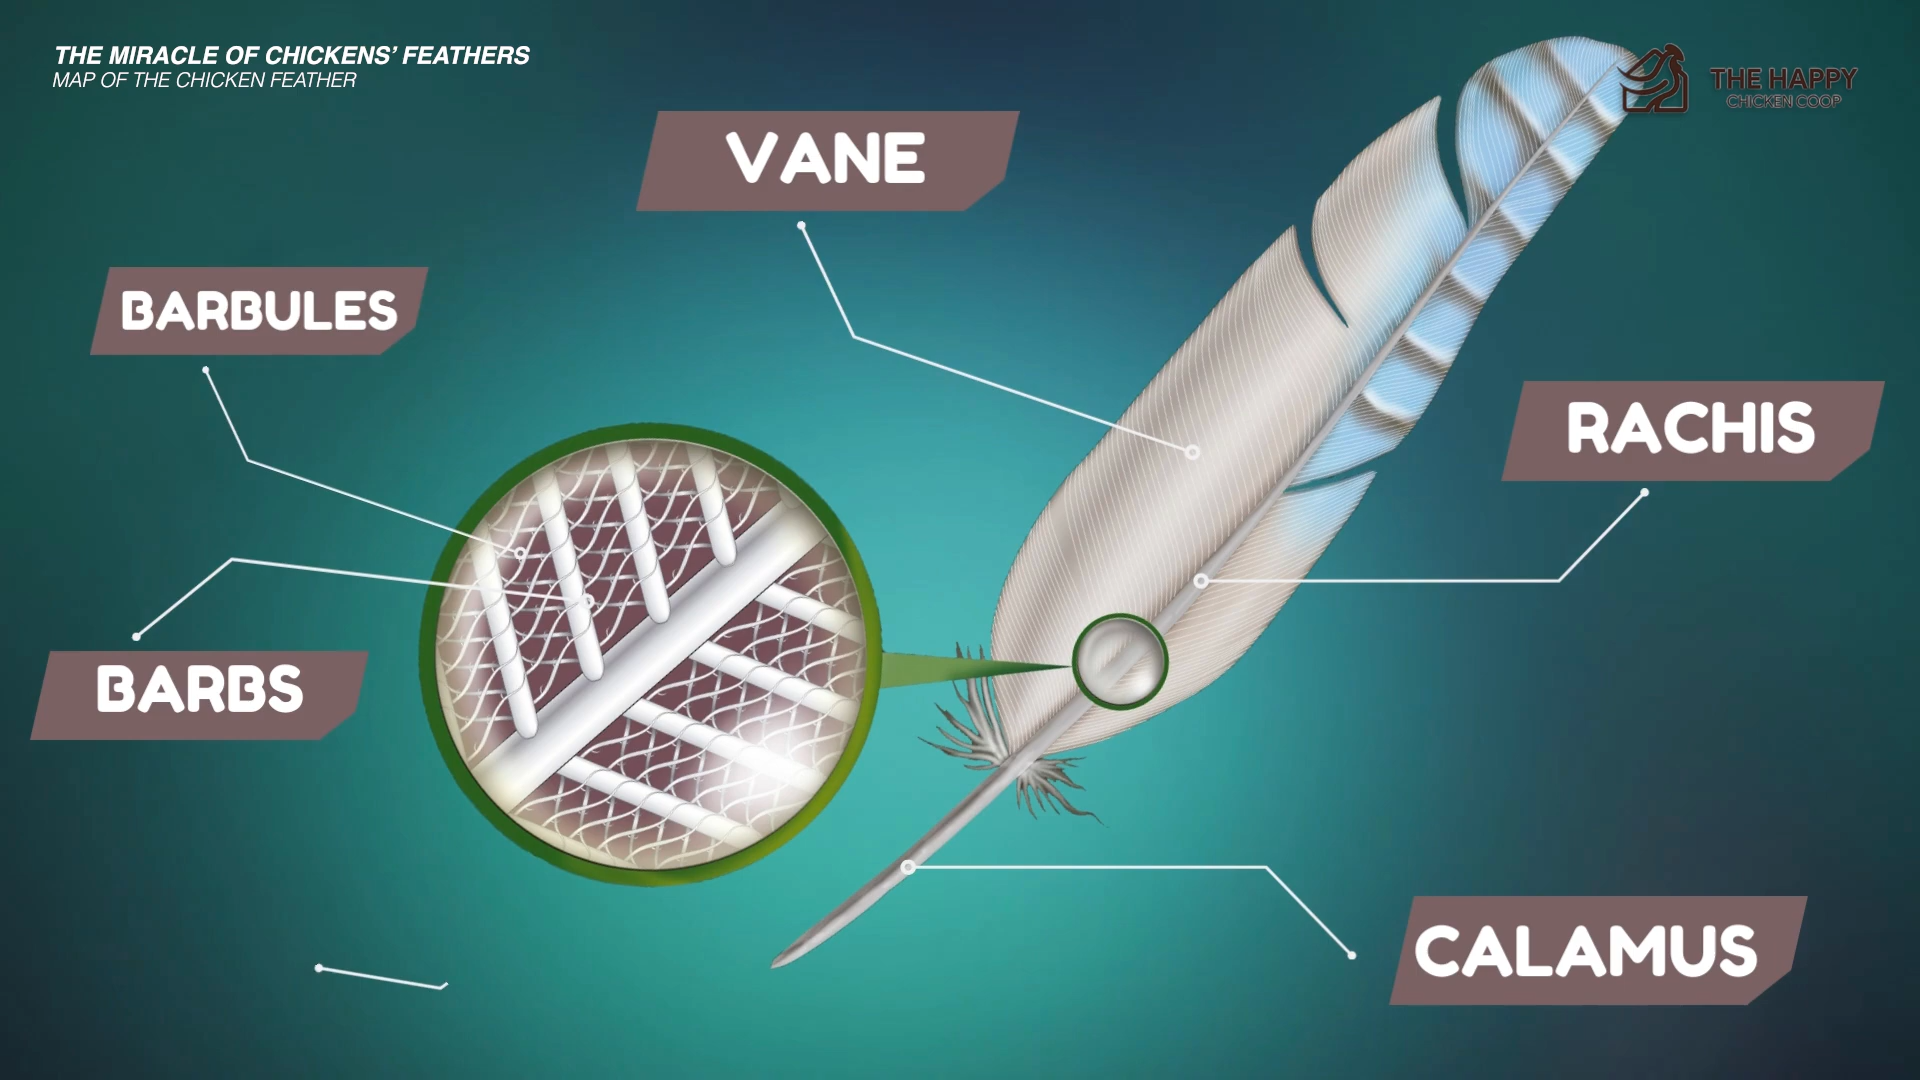 THE MIRACLE OF CHICKENS’ FEATHERS
MAP OF THE CHICKEN FEATHER
THE HAPPY
CHICKEN COOP
VANE
BARBULES
RACHIS
BARBS
CALAMUS